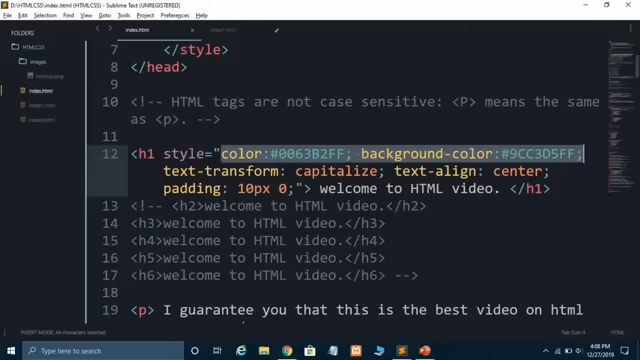 D:\HTMLCSS\index.html - Sublime Text (UNREGISTERED)
File Edit Selection Find View Goto Tools Project Preferences Help
FOLDERS
HTMLCSS
images
index.html
index.html
7 </style>
8 </head>
9
10 <!-- HTML tags are not case sensitive: <P> means the same
as <p>. -->
11
12 <h1 style="color:#0063B2FF; background-color:#9CC3D5FF;
text-transform: capitalize; text-align: center;
padding: 10px 0;"> welcome to HTML video. </h1>
13 <!-- <h2>welcome to HTML video.</h2>
14 <h3>welcome to HTML video.</h3>
15 <h4>welcome to HTML video.</h4>
16 <h5>welcome to HTML video.</h5>
17 <h6>welcome to HTML video.</h6> -->
18
19 <p> I guarantee you that this is the best video on html
INSERT MODE, 44 characters selected
Tab Size: 4
HTML
Type here to search
4:08 PM
12/27/2019